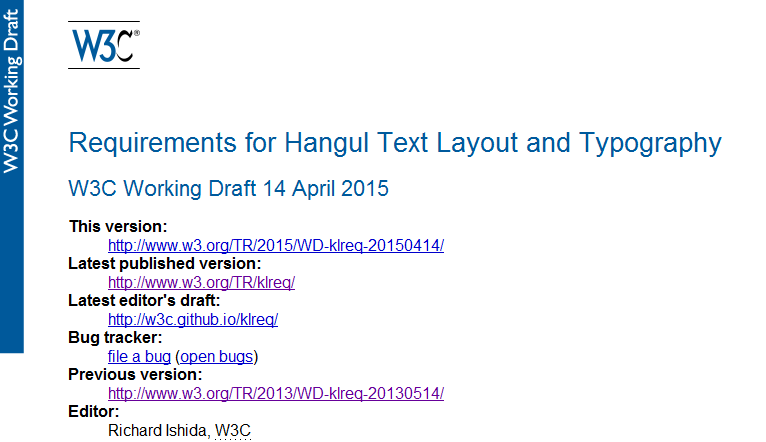 W3C Working Draft
W3C®
Requirements for Hangul Text Layout and Typography
W3C Working Draft 14 April 2015
This version:
http://www.w3.org/TR/2015/WD-klreq-20150414/
Latest published version:
http://www.w3.org/TR/klreq/
Latest editor's draft:
http://w3c.github.io/klreq/
Bug tracker:
file a bug (open bugs)
Previous version:
http://www.w3.org/TR/2013/WD-klreq-20130514/
Editor:
Richard Ishida, W3C